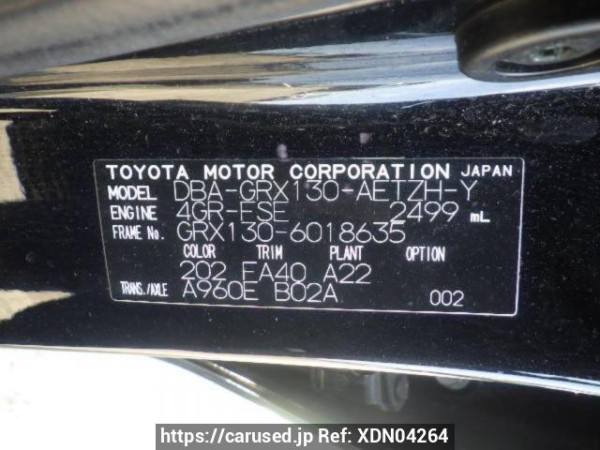 TOYOTA MOTOR CORPORATION JAPAN
MODEL DBA-GRX130-AETZH-Y
ENGINE 4GR-FSE 2499 mL
FRAME No. GRX130-6018635
COLOR TRIM PLANT OPTION
202 FA40 A22
TRANS./AXLE A960E B02A 002
https://carused.jp Ref: XDN04264